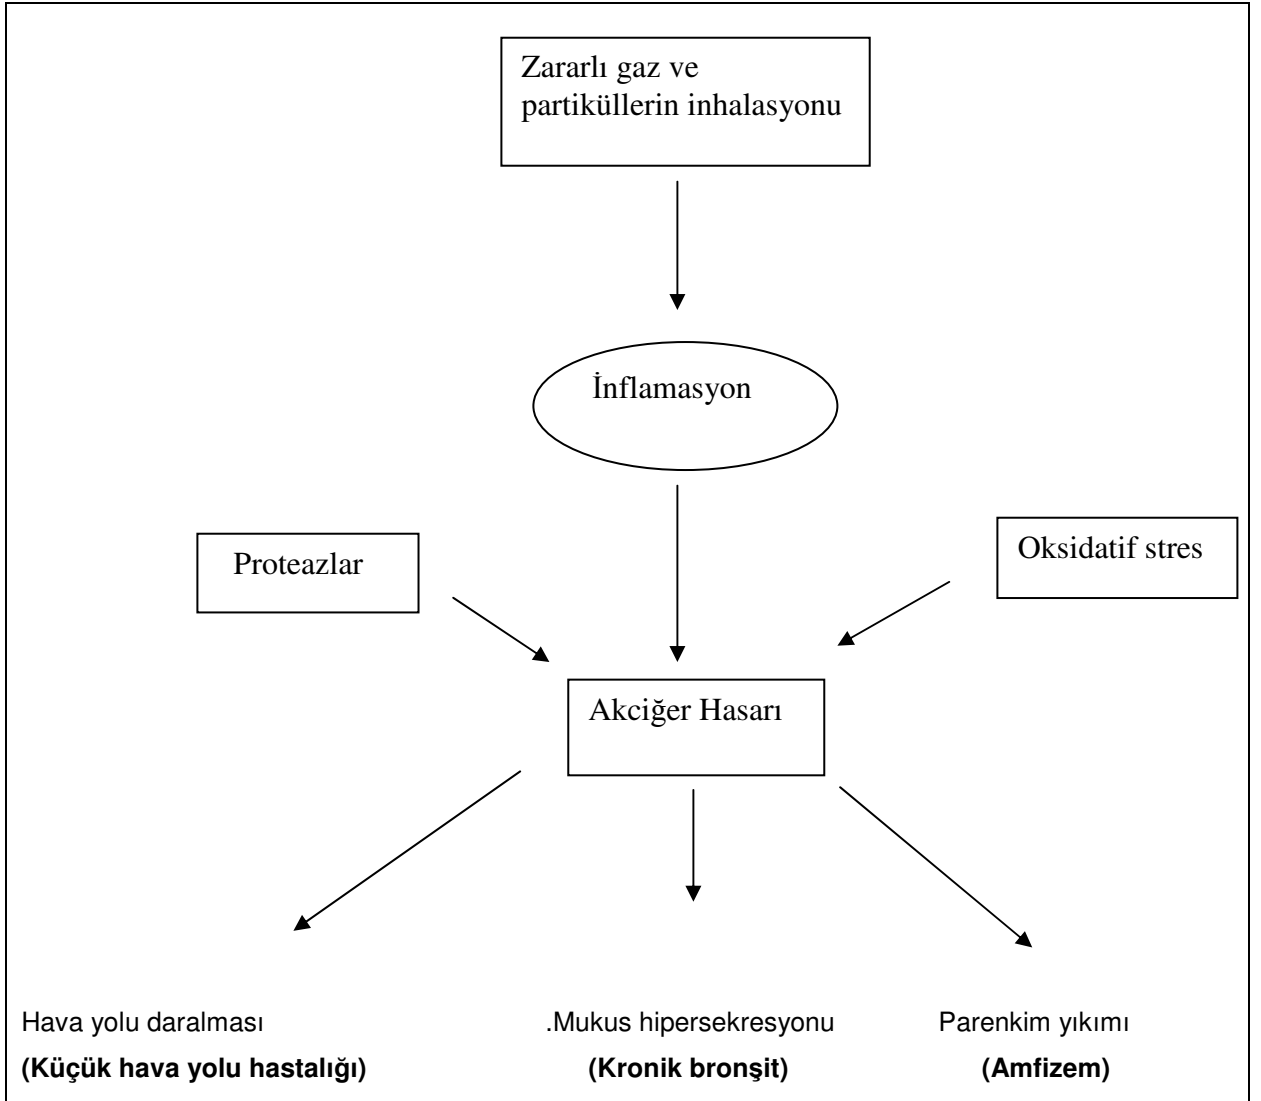 Zararlı gaz ve
partiküllerin inhalasyonu
İnflamasyon
Proteazlar
Oksidatif stres
Akciğer Hasarı
Hava yolu daralması
.Mukus hipersekresyonu
Parenkim yıkımı
(Küçük hava yolu hastalığı)
(Kronik bronşit)
(Amfizem)